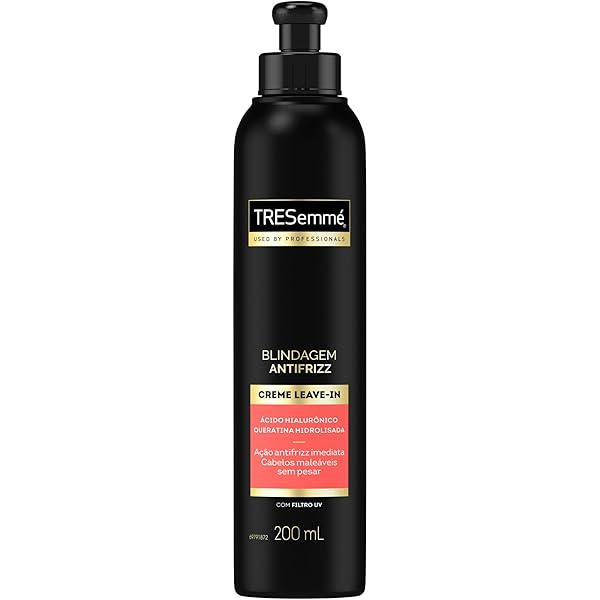 TRESemmé
USED BY PROFESSIONALS
BLINDAGEM
ANTIFRIZZ
CREME LEAVE-IN
ÁCIDO HIALURÔNICO
QUERATINA HIDROLISADA
Ação antifrizz imediata
Cabelos maleáveis
sem pesar
COM FILTRO UV
69791872 200 mL